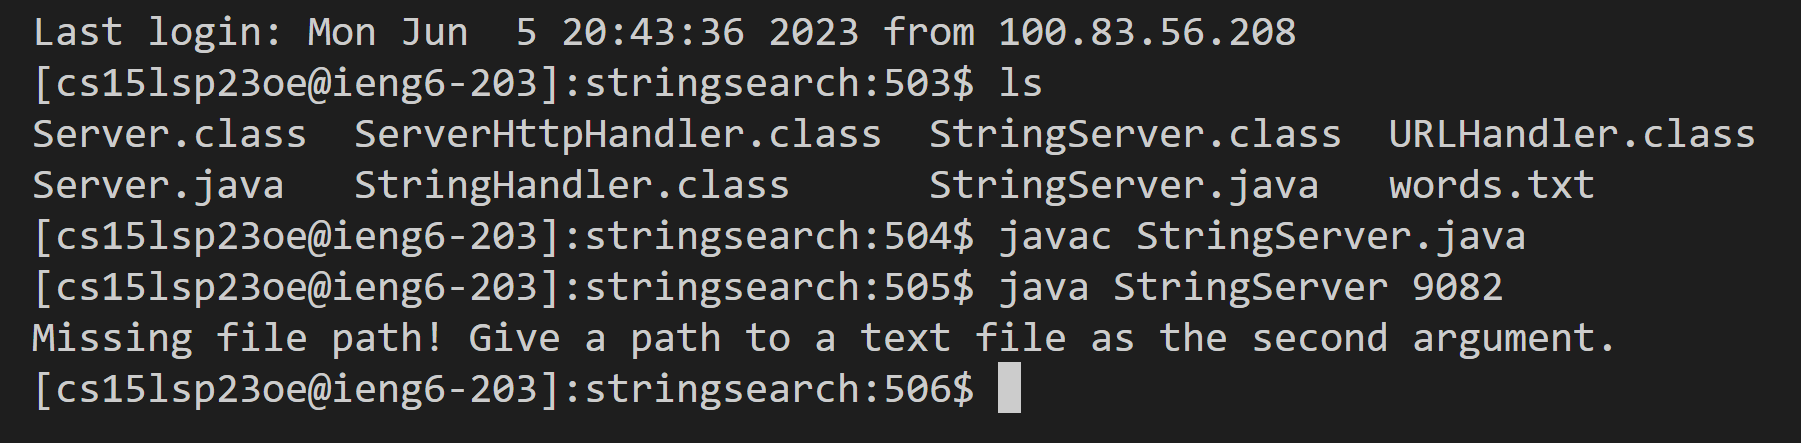 Last login: Mon Jun  5 20:43:36 2023 from 100.83.56.208
[cs15lsp23oe@ieng6-203]:stringsearch:503$ ls
Server.class  ServerHttpHandler.class  StringServer.class  URLHandler.class
Server.java   StringHandler.class      StringServer.java   words.txt
[cs15lsp23oe@ieng6-203]:stringsearch:504$ javac StringServer.java
[cs15lsp23oe@ieng6-203]:stringsearch:505$ java StringServer 9082
Missing file path! Give a path to a text file as the second argument.
[cs15lsp23oe@ieng6-203]:stringsearch:506$